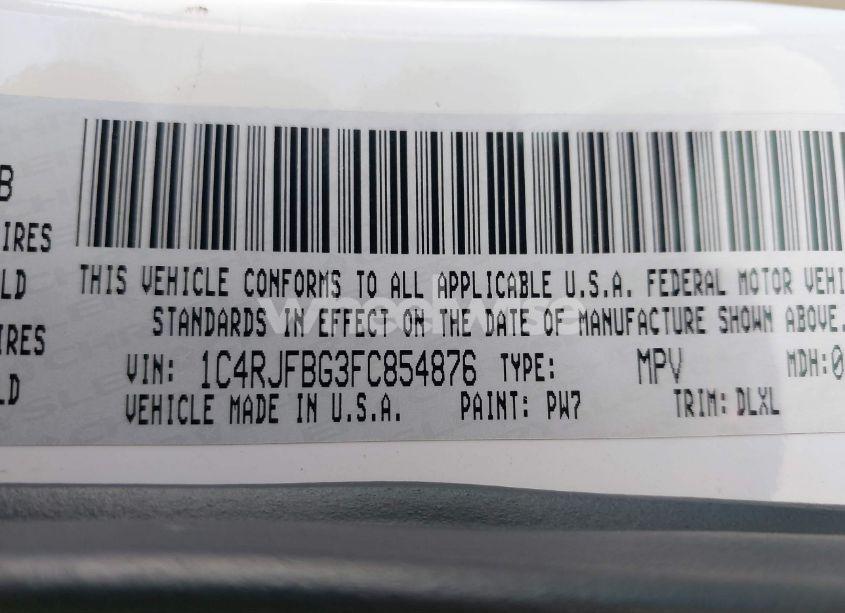 B
IRES
LD
IRES
LD
THIS VEHICLE CONFORMS TO ALL APPLICABLE U.S.A. FEDERAL MOTOR VEHI
STANDARDS IN EFFECT ON THE DATE OF MANUFACTURE SHOWN ABOVE.
VIN: 1C4RJFBG3FC854876 TYPE: MPV MDH:0
VEHICLE MADE IN U.S.A. PAINT: PW7 TRIM: DLXL
wheelwise